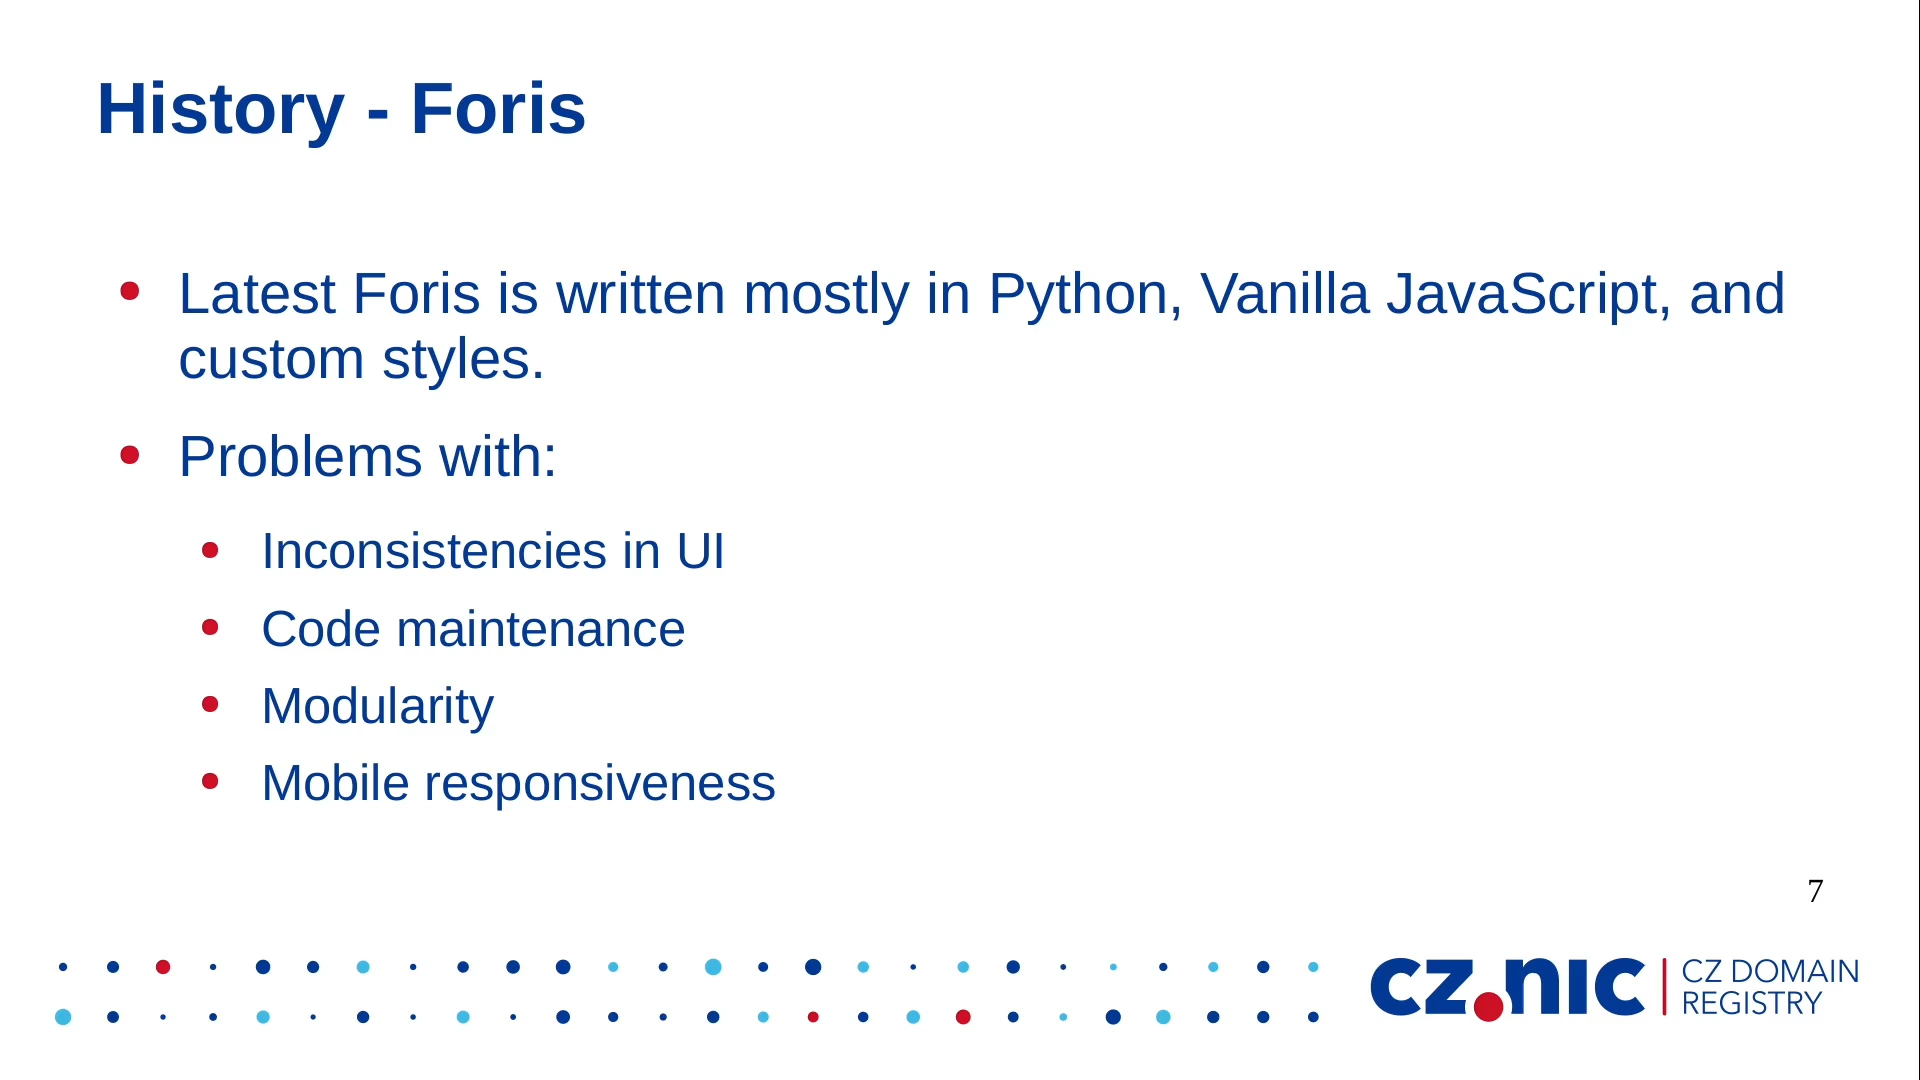 History - Foris
Latest Foris is written mostly in Python, Vanilla JavaScript, and
custom styles.
Problems with:
Inconsistencies in UI
Code maintenance
Modularity
Mobile responsiveness
7
cz.nic
CZ DOMAIN
REGISTRY